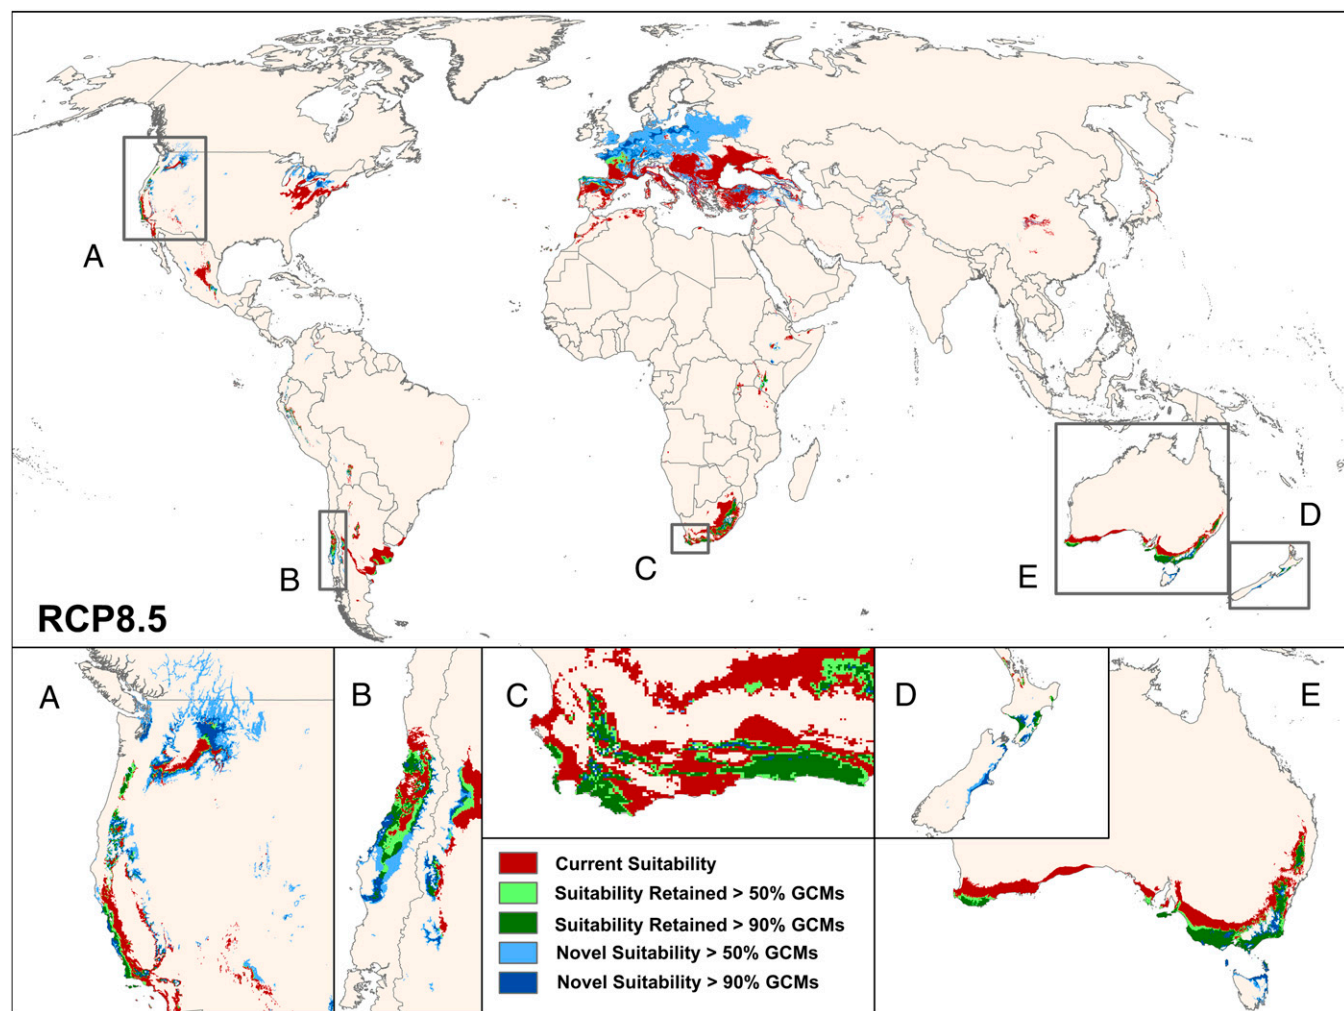 A
B
C
D
E
RCP8.5
A
B
C
D
E
Current Suitability
Suitability Retained > 50% GCMs
Suitability Retained > 90% GCMs
Novel Suitability > 50% GCMs
Novel Suitability > 90% GCMs